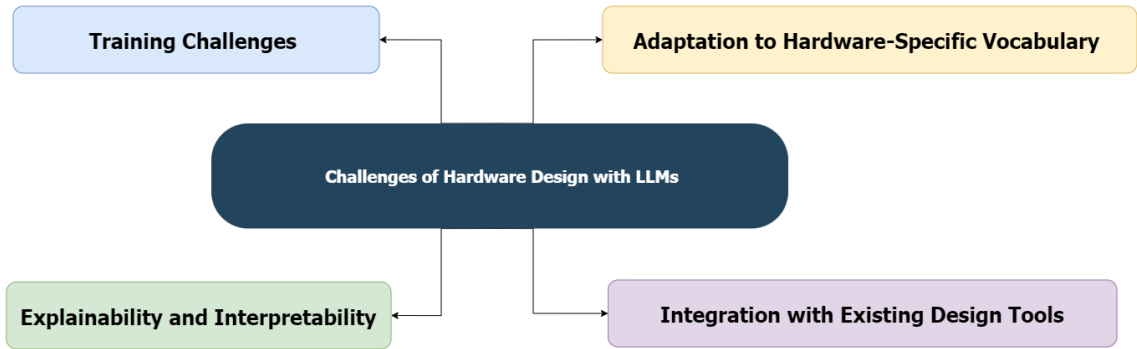 Training Challenges
Adaptation to Hardware-Specific Vocabulary
Challenges of Hardware Design with LLMs
Explainability and Interpretability
Integration with Existing Design Tools